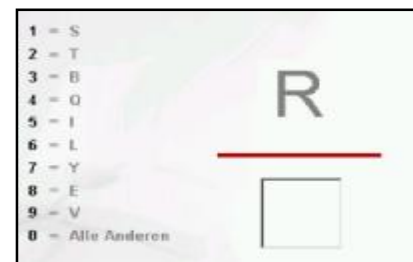 1 = S
2 = T
3 = B
4 = Q
5 = I
6 = L
7 = Y
8 = E
9 = V
0 = Alle Anderen
R